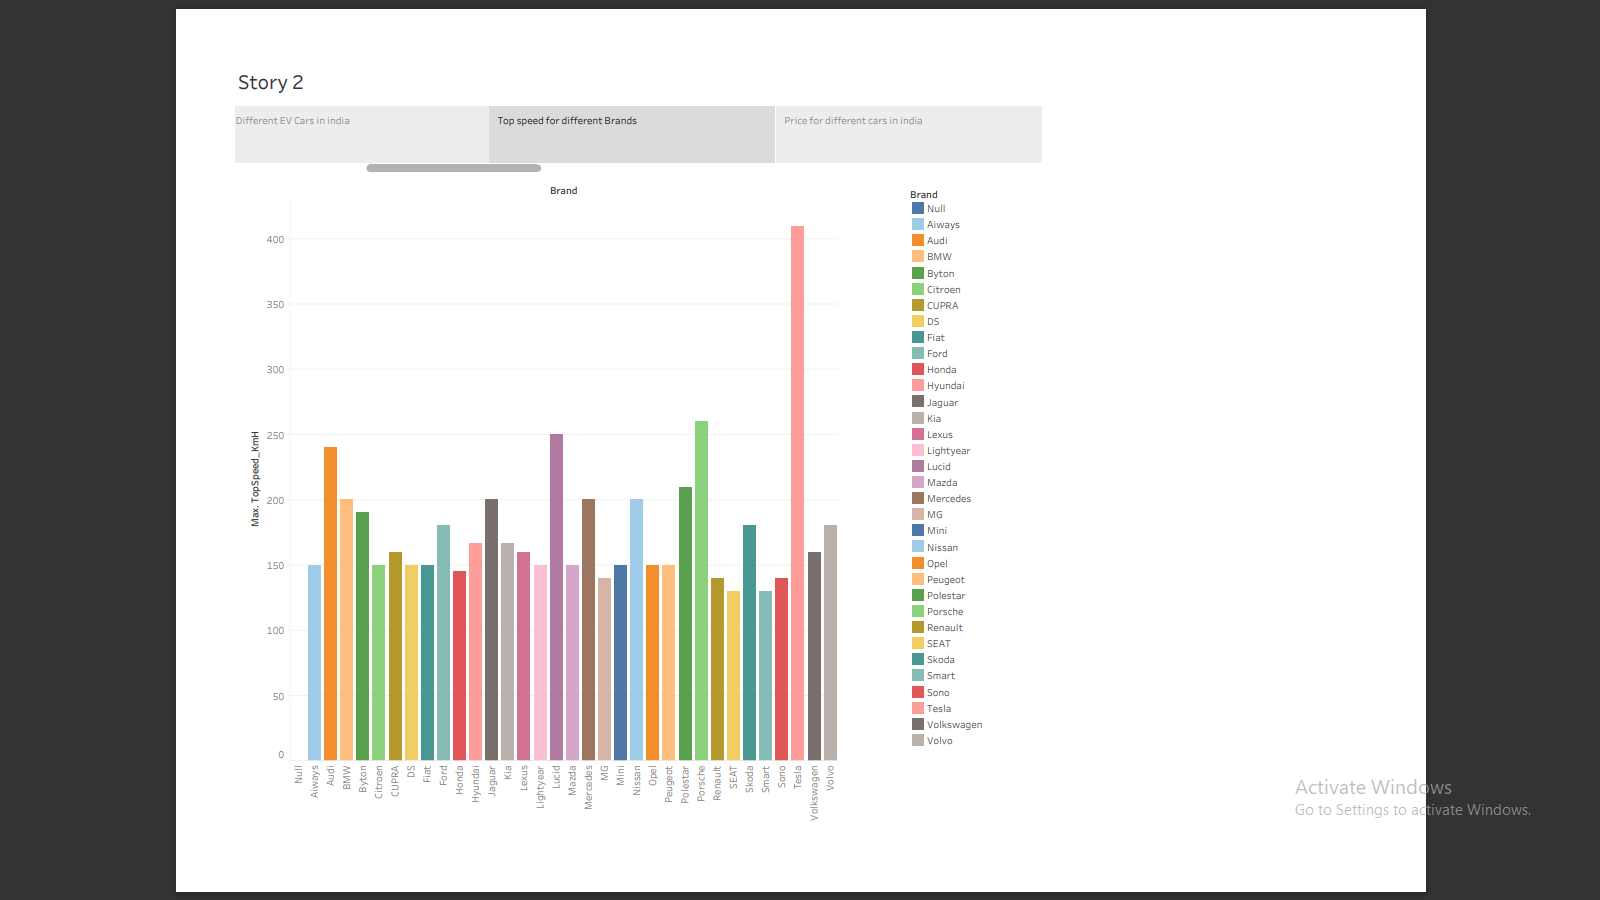 Story 2
Different EV Cars in india
Top speed for different Brands
Price for different cars in india
Brand
Max. TopSpeed_KmH
400
350
300
250
200
150
100
50
0
Null
Aiways
Audi
BMW
Byton
Citroen
CUPRA
DS
Fiat
Ford
Honda
Hyundai
Jaguar
Kia
Lexus
Lightyear
Lucid
Mazda
Mercedes
MG
Mini
Nissan
Opel
Peugeot
Polestar
Porsche
Renault
SEAT
Skoda
Smart
Sono
Tesla
Volkswagen
Volvo
Brand
Null
Aiways
Audi
BMW
Byton
Citroen
CUPRA
DS
Fiat
Ford
Honda
Hyundai
Jaguar
Kia
Lexus
Lightyear
Lucid
Mazda
Mercedes
MG
Mini
Nissan
Opel
Peugeot
Polestar
Porsche
Renault
SEAT
Skoda
Smart
Sono
Tesla
Volkswagen
Volvo
Activate Windows
Go to Settings to activate Windows.